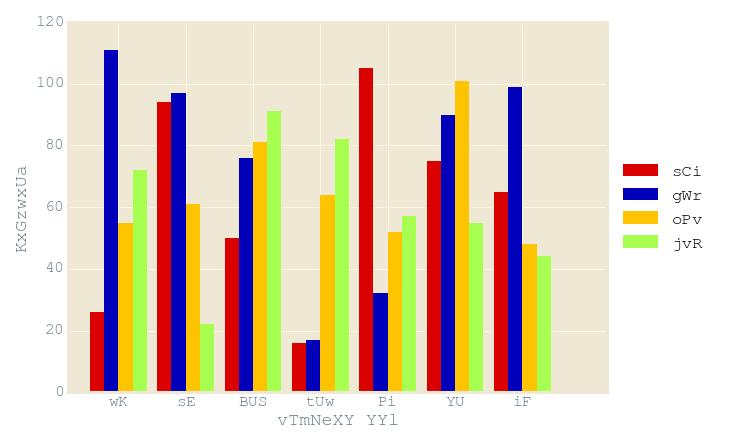 120
100
80
60
40
20
0
KxGzwxUa
wK sE BUS tUw Pi YU iF
vTmNeXY YYl
sCi
gWr
oPv
jvR